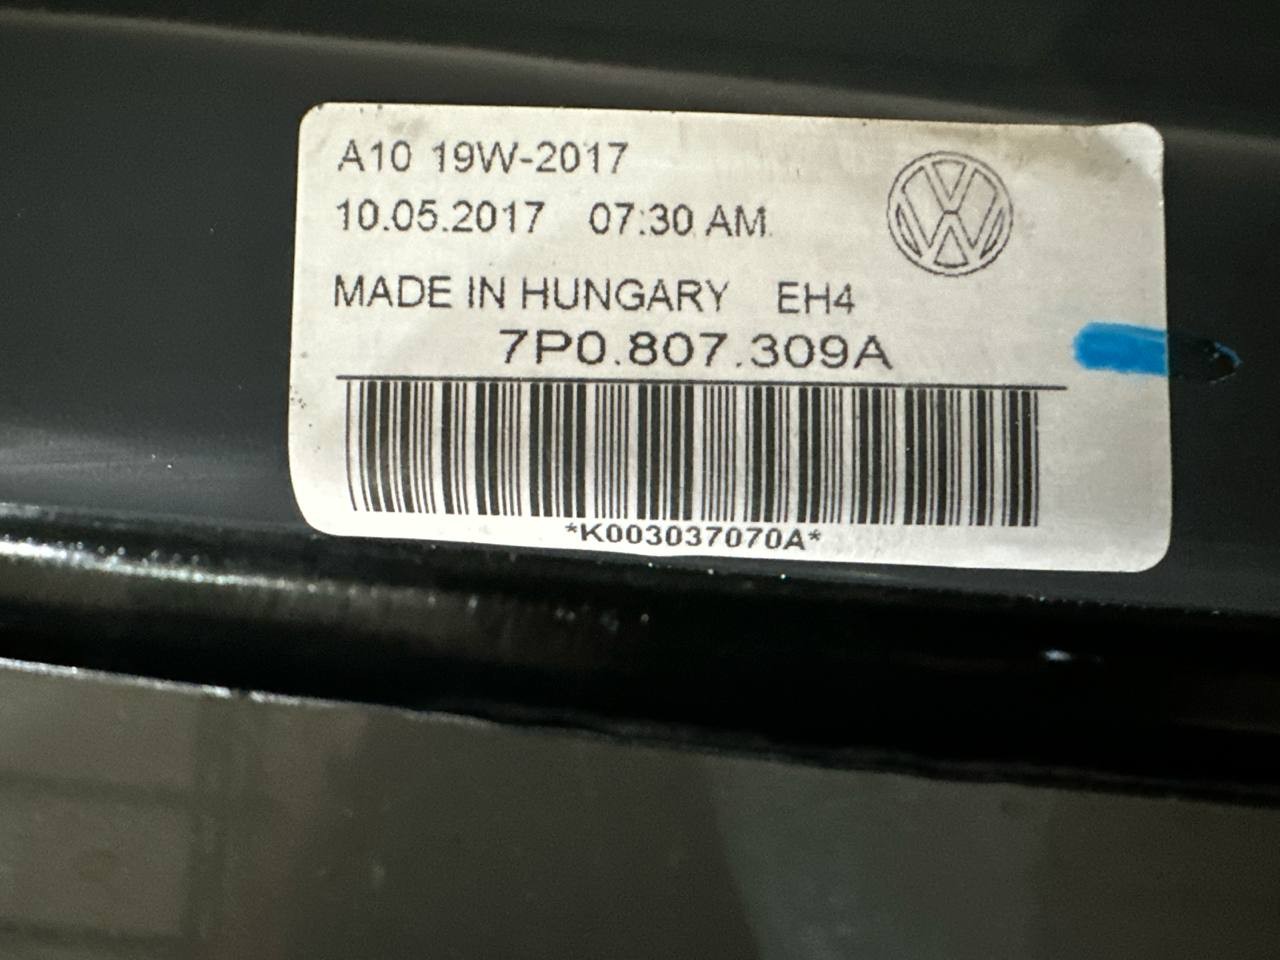 A10 19W-2017
10.05.2017 07:30 AM
MADE IN HUNGARY EH4
7P0.807.309A
*K003037070A*